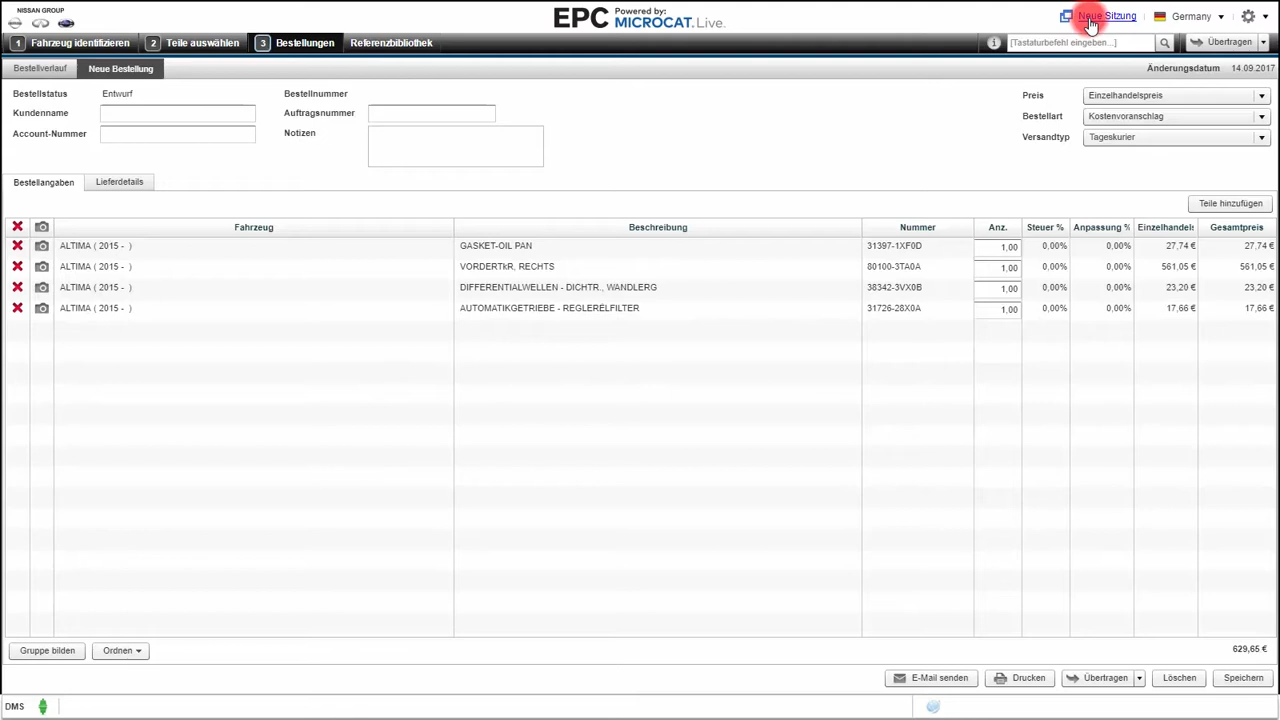 NISSAN GROUP
EPC Powered by: MICROCAT.Live.
Neue Sitzung Germany
1 Fahrzeug identifizieren 2 Teile auswählen 3 Bestellungen Referenzbibliothek [Tastaturbefehl eingeben...] Übertragen
Bestellverlauf Neue Bestellung Änderungsdatum 14.09.2017
Bestellstatus Entwurf Bestellnummer Preis Einzelhandelspreis
Kundenname Auftragsnummer Bestellart Kostenvoranschlag
Account-Nummer Notizen Versandtyp Tageskurier
Bestellangaben Lieferdetails
Teile hinzufügen
Fahrzeug Beschreibung Nummer Anz. Steuer % Anpassung % Einzelhandels Gesamtpreis
ALTIMA ( 2015 - ) GASKET-OIL PAN 31397-1XF0D 1,00 0,00% 0,00% 27,74 € 27,74 €
ALTIMA ( 2015 - ) VORDERTkR, RECHTS 80100-3TA0A 1,00 0,00% 0,00% 561,05 € 561,05 €
ALTIMA ( 2015 - ) DIFFERENTIALWELLEN - DICHTR., WANDLERG 38342-3VX0B 1,00 0,00% 0,00% 23,20 € 23,20 €
ALTIMA ( 2015 - ) AUTOMATIKGETRIEBE - REGLERËLFILTER 31726-28X0A 1,00 0,00% 0,00% 17,66 € 17,66 €
Gruppe bilden Ordnen 629,65 €
E-Mail senden Drucken Übertragen Löschen Speichern
DMS